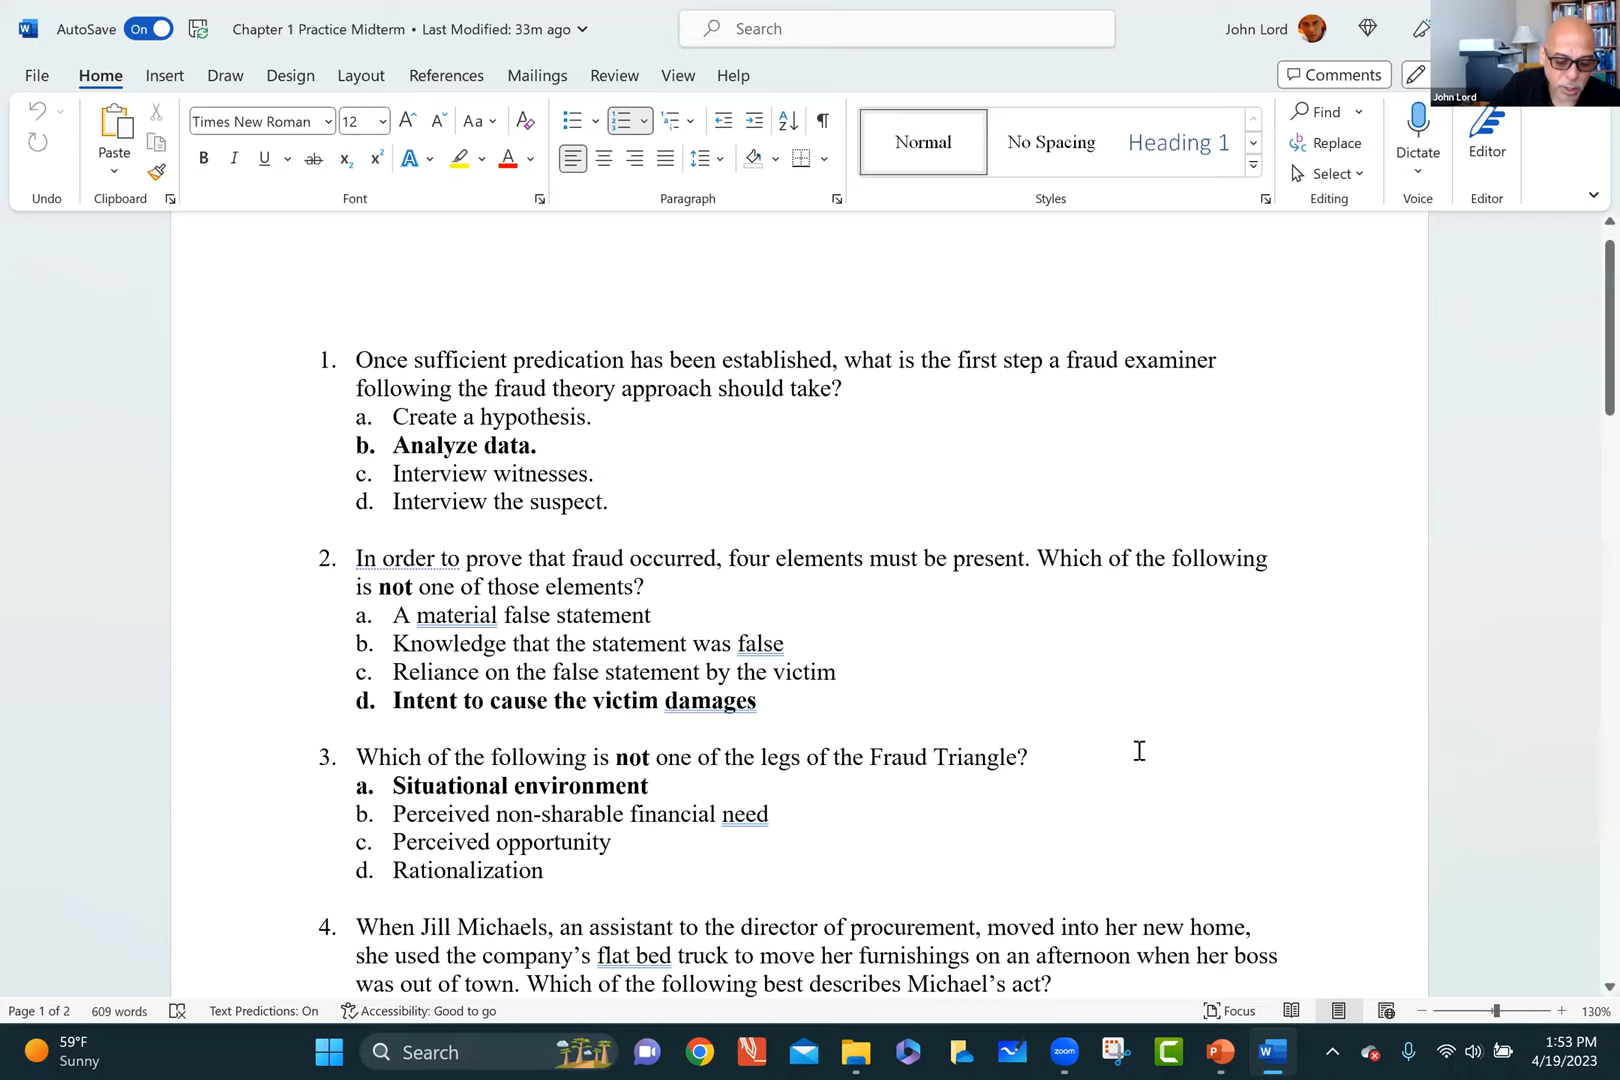 AutoSave On Chapter 1 Practice Midterm • Last Modified: 33m ago Search John Lord
File Home Insert Draw Design Layout References Mailings Review View Help Comments
John Lord
Times New Roman 12 Aa
Paste
Normal No Spacing Heading 1
Find
Replace
Select
Dictate
Editor
Undo Clipboard Font Paragraph Styles Editing Voice Editor
1. Once sufficient predication has been established, what is the first step a fraud examiner
following the fraud theory approach should take?
a. Create a hypothesis.
b. Analyze data.
c. Interview witnesses.
d. Interview the suspect.
2. In order to prove that fraud occurred, four elements must be present. Which of the following
is not one of those elements?
a. A material false statement
b. Knowledge that the statement was false
c. Reliance on the false statement by the victim
d. Intent to cause the victim damages
3. Which of the following is not one of the legs of the Fraud Triangle?
a. Situational environment
b. Perceived non-sharable financial need
c. Perceived opportunity
d. Rationalization
4. When Jill Michaels, an assistant to the director of procurement, moved into her new home,
she used the company’s flat bed truck to move her furnishings on an afternoon when her boss
was out of town. Which of the following best describes Michael’s act?
Page 1 of 2 609 words Text Predictions: On Accessibility: Good to go Focus 130%
59°F
Sunny
Search
zoom
1:53 PM
4/19/2023